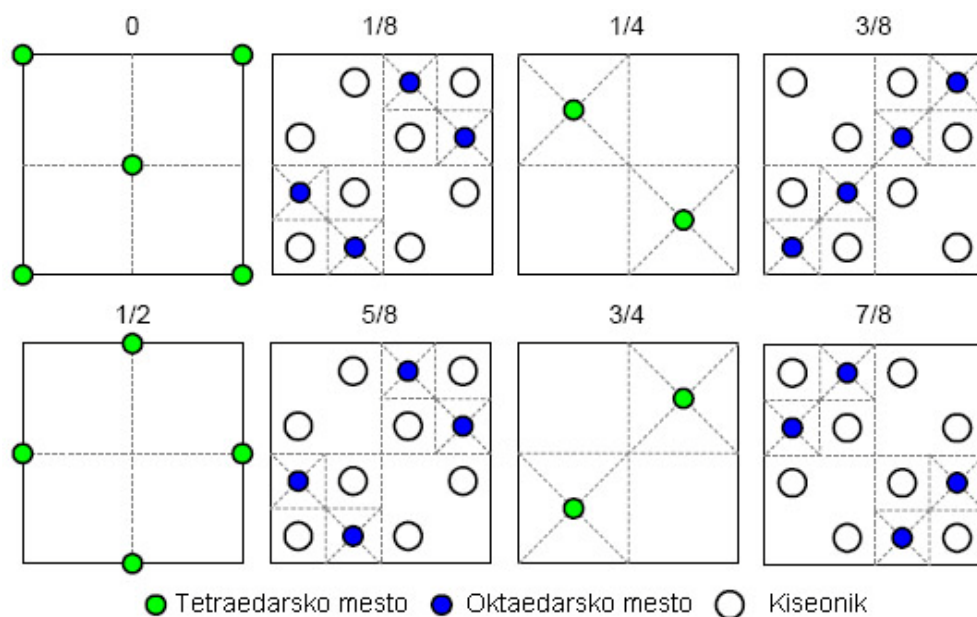 0 1/8 1/4 3/8
1/2 5/8 3/4 7/8
Tetraedarsko mesto Oktaedarsko mesto Kiseonik